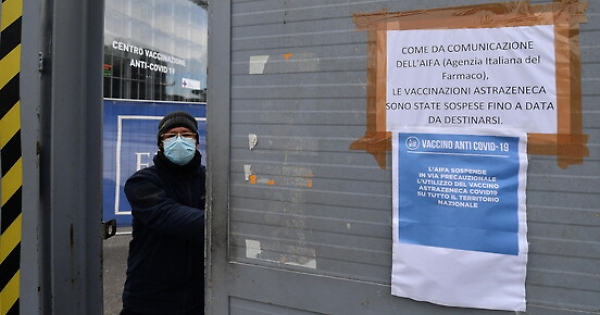 CENTRO VACCINAZIONE
ANTI-COVID 19
COME DA COMUNICAZIONE
DELL'AIFA (Agenzia Italiana del
Farmaco),
LE VACCINAZIONI ASTRAZENECA
SONO STATE SOSPESE FINO A DATA
DA DESTINARSI.
VACCINO ANTI COVID-19
L'AIFA SOSPENDE
IN VIA PRECAUZIONALE
L'UTILIZZO DEL VACCINO
ASTRAZENECA COVID19
SU TUTTO IL TERRITORIO
NAZIONALE